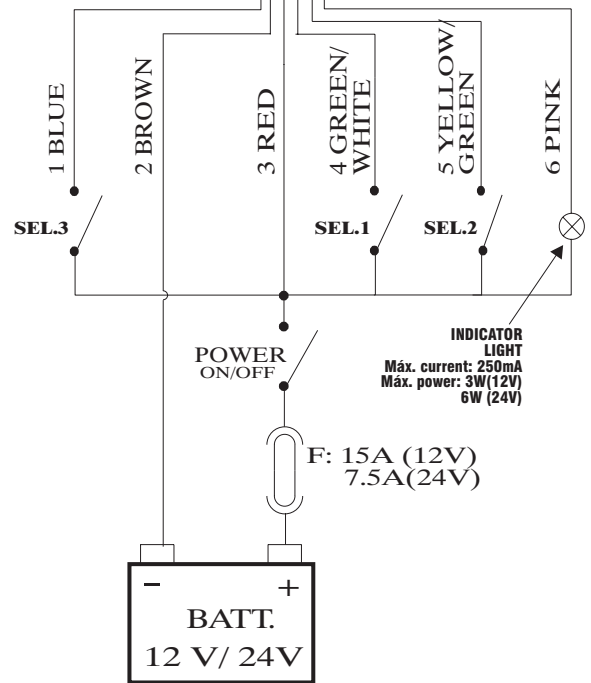 1 BLUE
2 BROWN
3 RED
4 GREEN/
WHITE
5 YELLOW/
GREEN
6 PINK
SEL.3
SEL.1
SEL.2
INDICATOR
LIGHT
Máx. current: 250mA
Máx. power: 3W(12V)
6W (24V)
POWER
ON/OFF
F: 15A (12V)
7.5A(24V)
− +
BATT.
12 V/ 24V